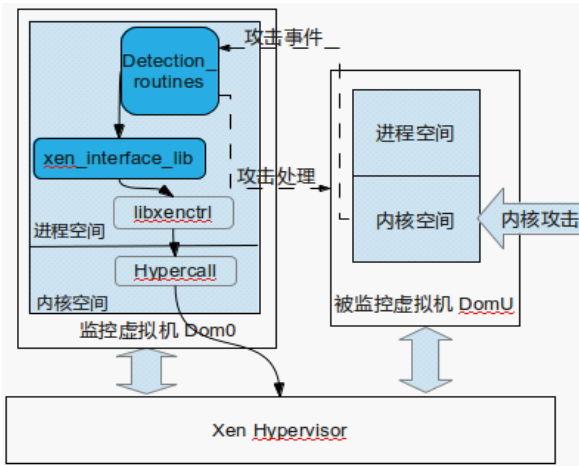 攻击事件
Detection_
routines
xen_interface_lib
攻击处理
libxenctrl
进程空间
Hypercall
内核空间
监控虚拟机 Dom0
进程空间
内核空间
内核攻击
被监控虚拟机 DomU
Xen Hypervisor